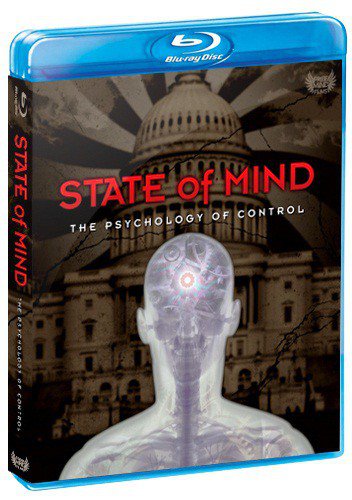 Blu-ray Disc
STATE of MIND
THE PSYCHOLOGY OF CONTROL
STATE of MIND
THE PSYCHOLOGY OF CONTROL